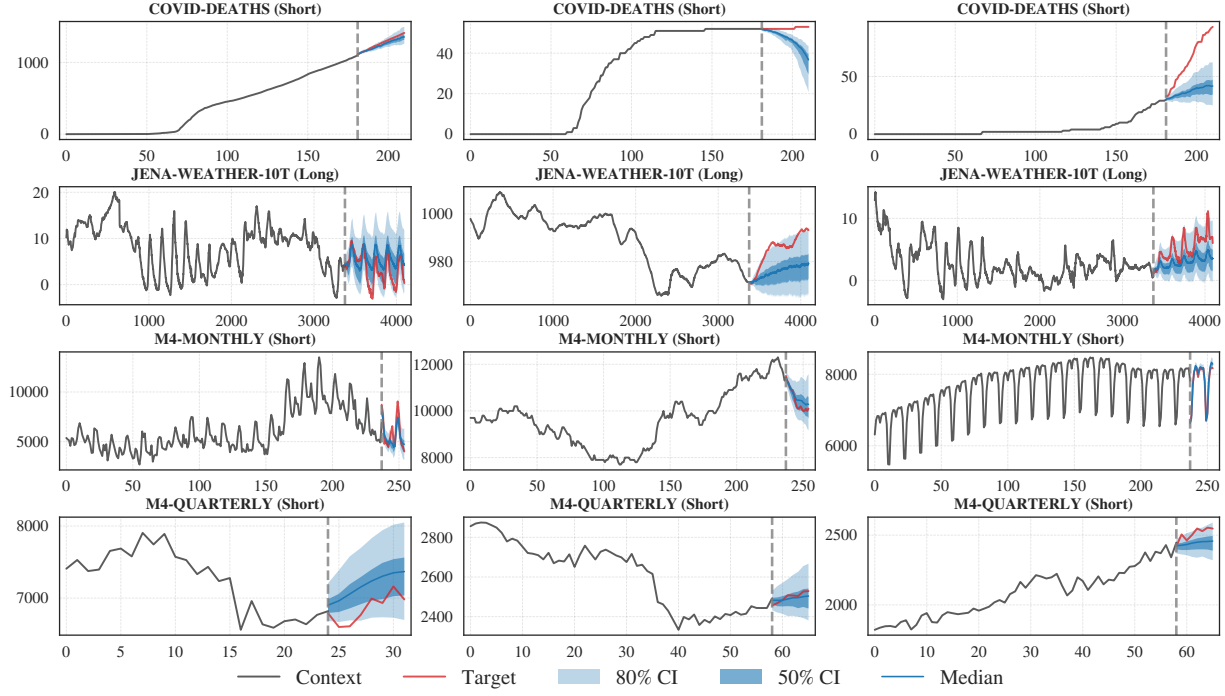 COVID-DEATHS (Short)
1000
0
0 50 100 150 200
COVID-DEATHS (Short)
40
20
0
0 50 100 150 200
COVID-DEATHS (Short)
50
0
0 50 100 150 200
JENA-WEATHER-10T (Long)
20
10
0
0 1000 2000 3000 4000
JENA-WEATHER-10T (Long)
1000
980
0 1000 2000 3000 4000
JENA-WEATHER-10T (Long)
10
0
0 1000 2000 3000 4000
M4-MONTHLY (Short)
10000
5000
0 50 100 150 200 250
M4-MONTHLY (Short)
12000
10000
8000
0 50 100 150 200 250
M4-MONTHLY (Short)
8000
6000
0 50 100 150 200 250
M4-QUARTERLY (Short)
8000
7000
0 5 10 15 20 25 30
M4-QUARTERLY (Short)
2800
2600
2400
0 10 20 30 40 50 60
M4-QUARTERLY (Short)
2500
2000
0 10 20 30 40 50 60
Context Target 80% CI 50% CI Median